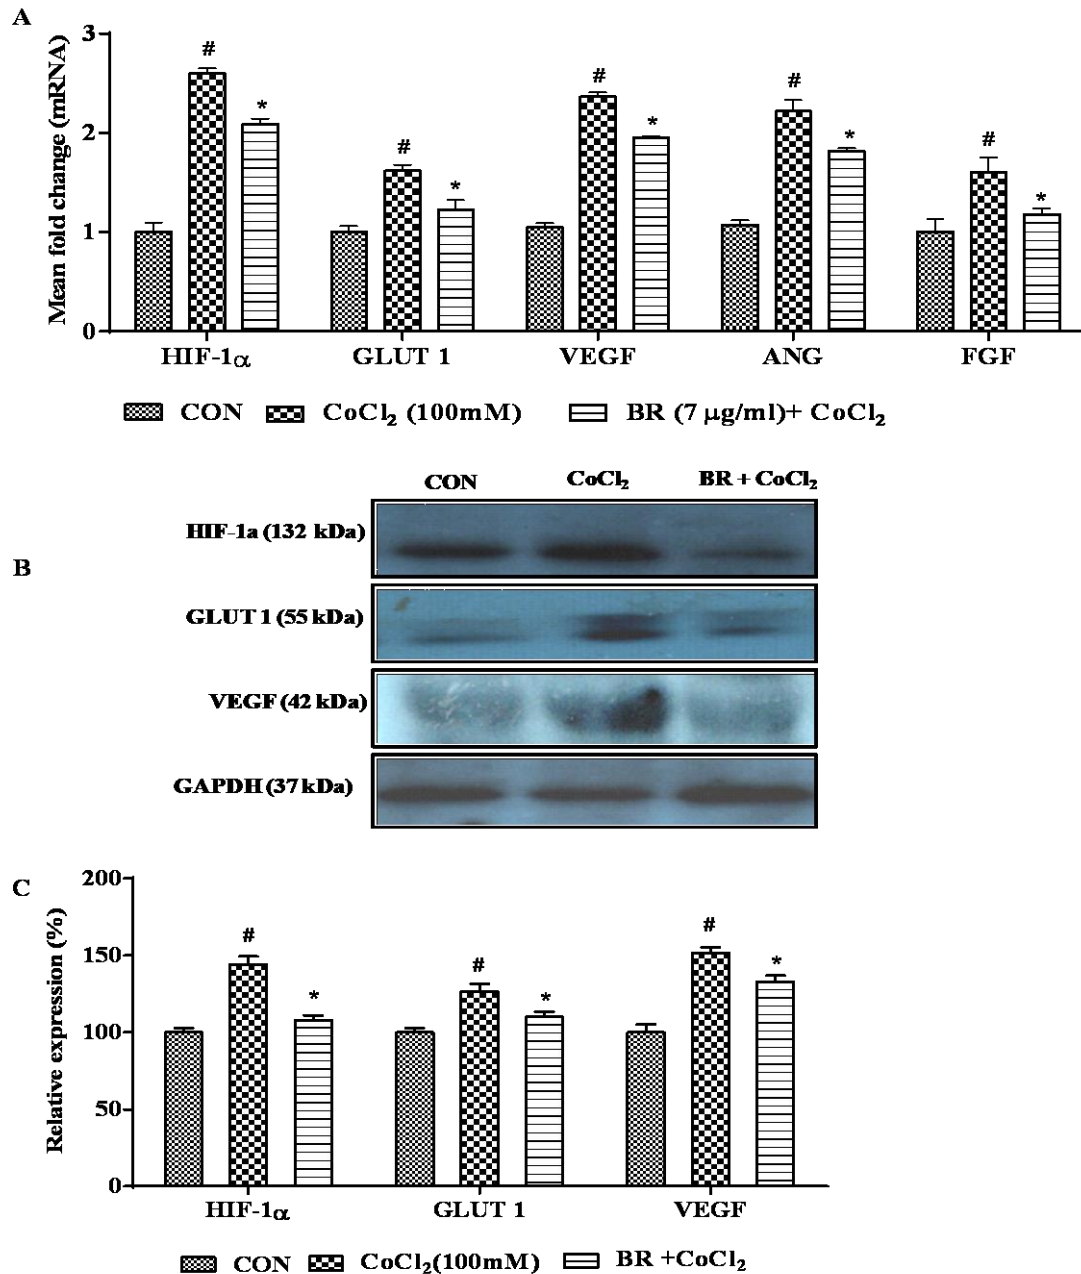 A
Mean fold change (mRNA)
3
2
1
0
# * # * # * # * # *
HIF-1α GLUT 1 VEGF ANG FGF
CON CoCl₂ (100mM) BR (7 μg/ml)+ CoCl₂
B
CON CoCl₂ BR + CoCl₂
HIF-1a (132 kDa)
GLUT 1 (55 kDa)
VEGF (42 kDa)
GAPDH (37 kDa)
C
Relative expression (%)
200
150
100
50
0
# * # * # *
HIF-1α GLUT 1 VEGF
CON CoCl₂(100mM) BR +CoCl₂